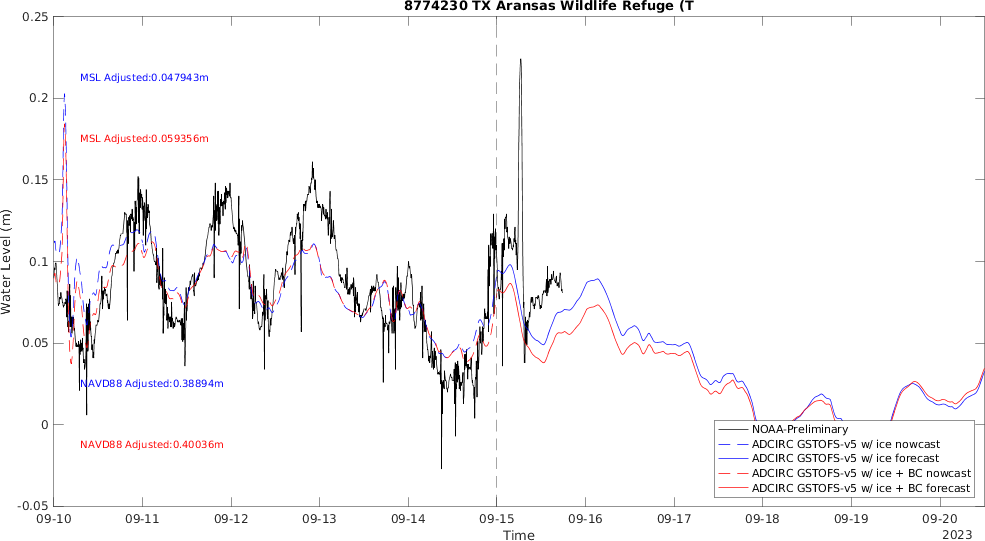 8774230 TX Aransas Wildlife Refuge (T
0.25
0.2
0.15
0.1
0.05
0
-0.05
Water Level (m)
MSL Adjusted:0.047943m
MSL Adjusted:0.059356m
NAVD88 Adjusted:0.38894m
NAVD88 Adjusted:0.40036m
NOAA-Preliminary
ADCIRC GSTOFS-v5 w/ ice nowcast
ADCIRC GSTOFS-v5 w/ ice forecast
ADCIRC GSTOFS-v5 w/ ice + BC nowcast
ADCIRC GSTOFS-v5 w/ ice + BC forecast
09-10 09-11 09-12 09-13 09-14 09-15 09-16 09-17 09-18 09-19 09-20
Time
2023